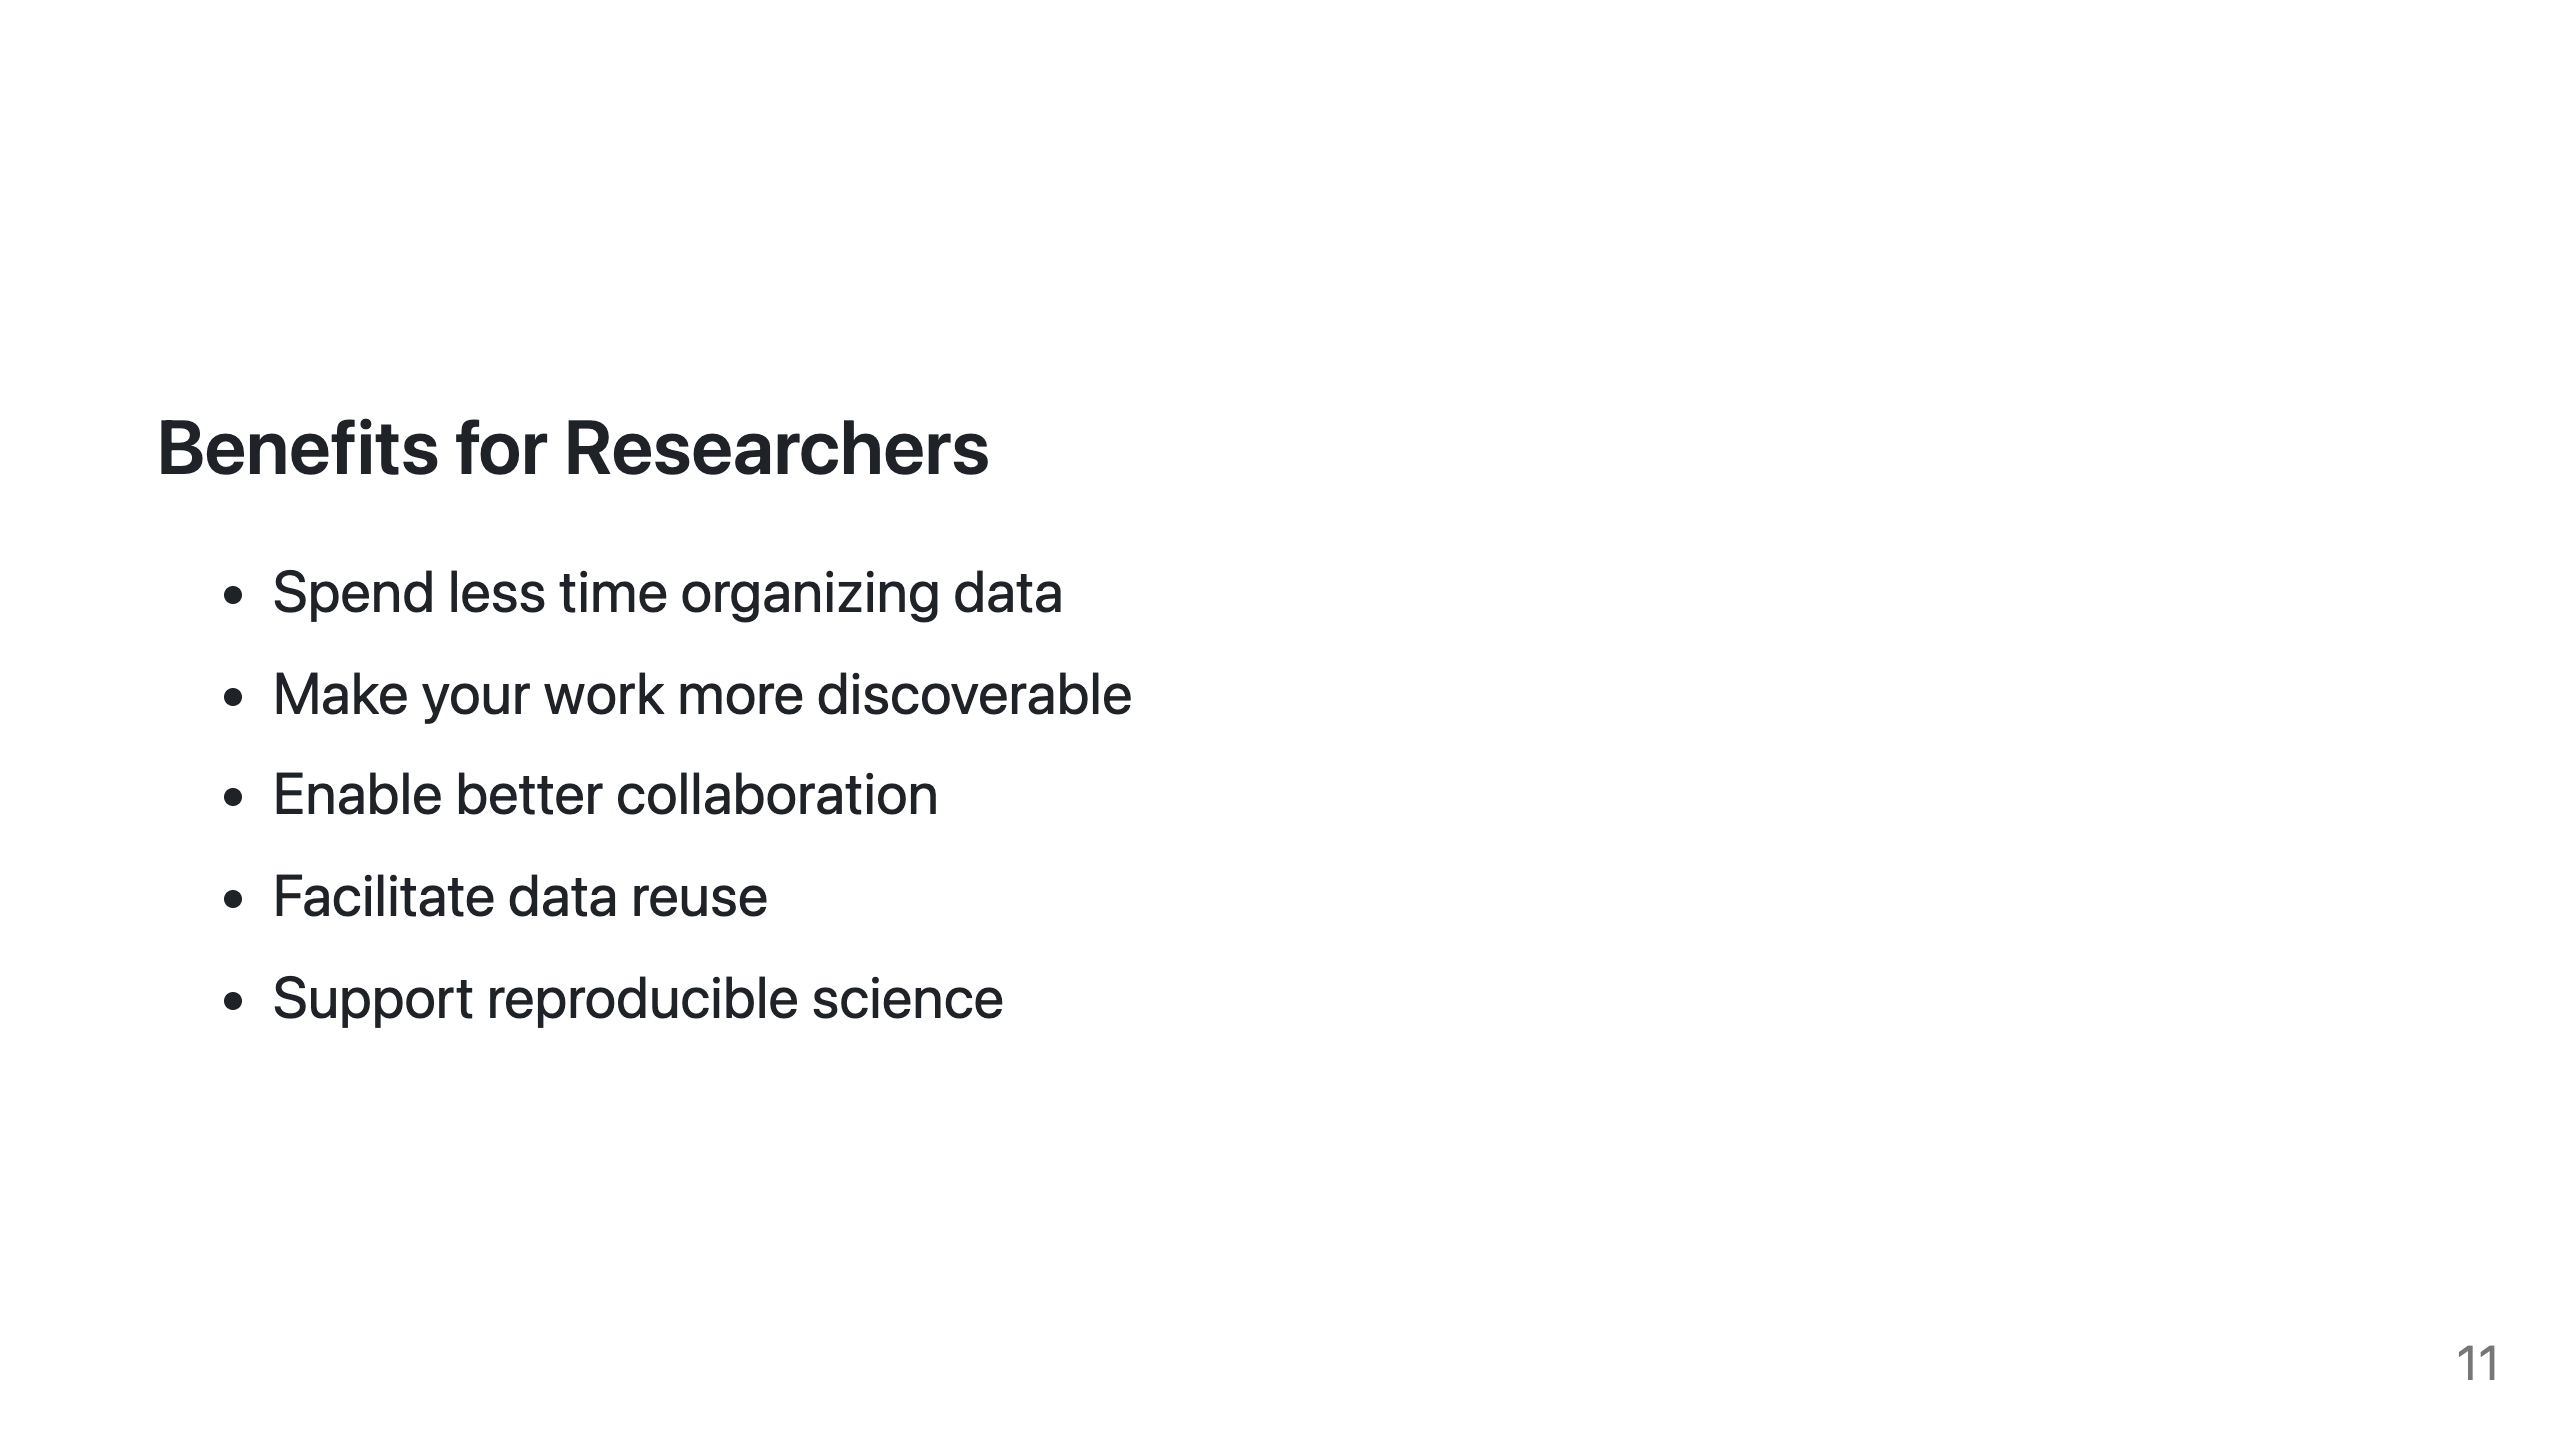 Benefits for Researchers
• Spend less time organizing data
• Make your work more discoverable
• Enable better collaboration
• Facilitate data reuse
• Support reproducible science
11